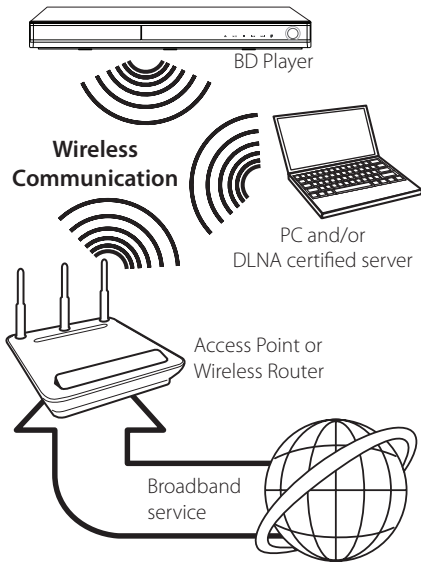 BD Player
Wireless
Communication
PC and/or
DLNA certified server
Access Point or
Wireless Router
Broadband
service